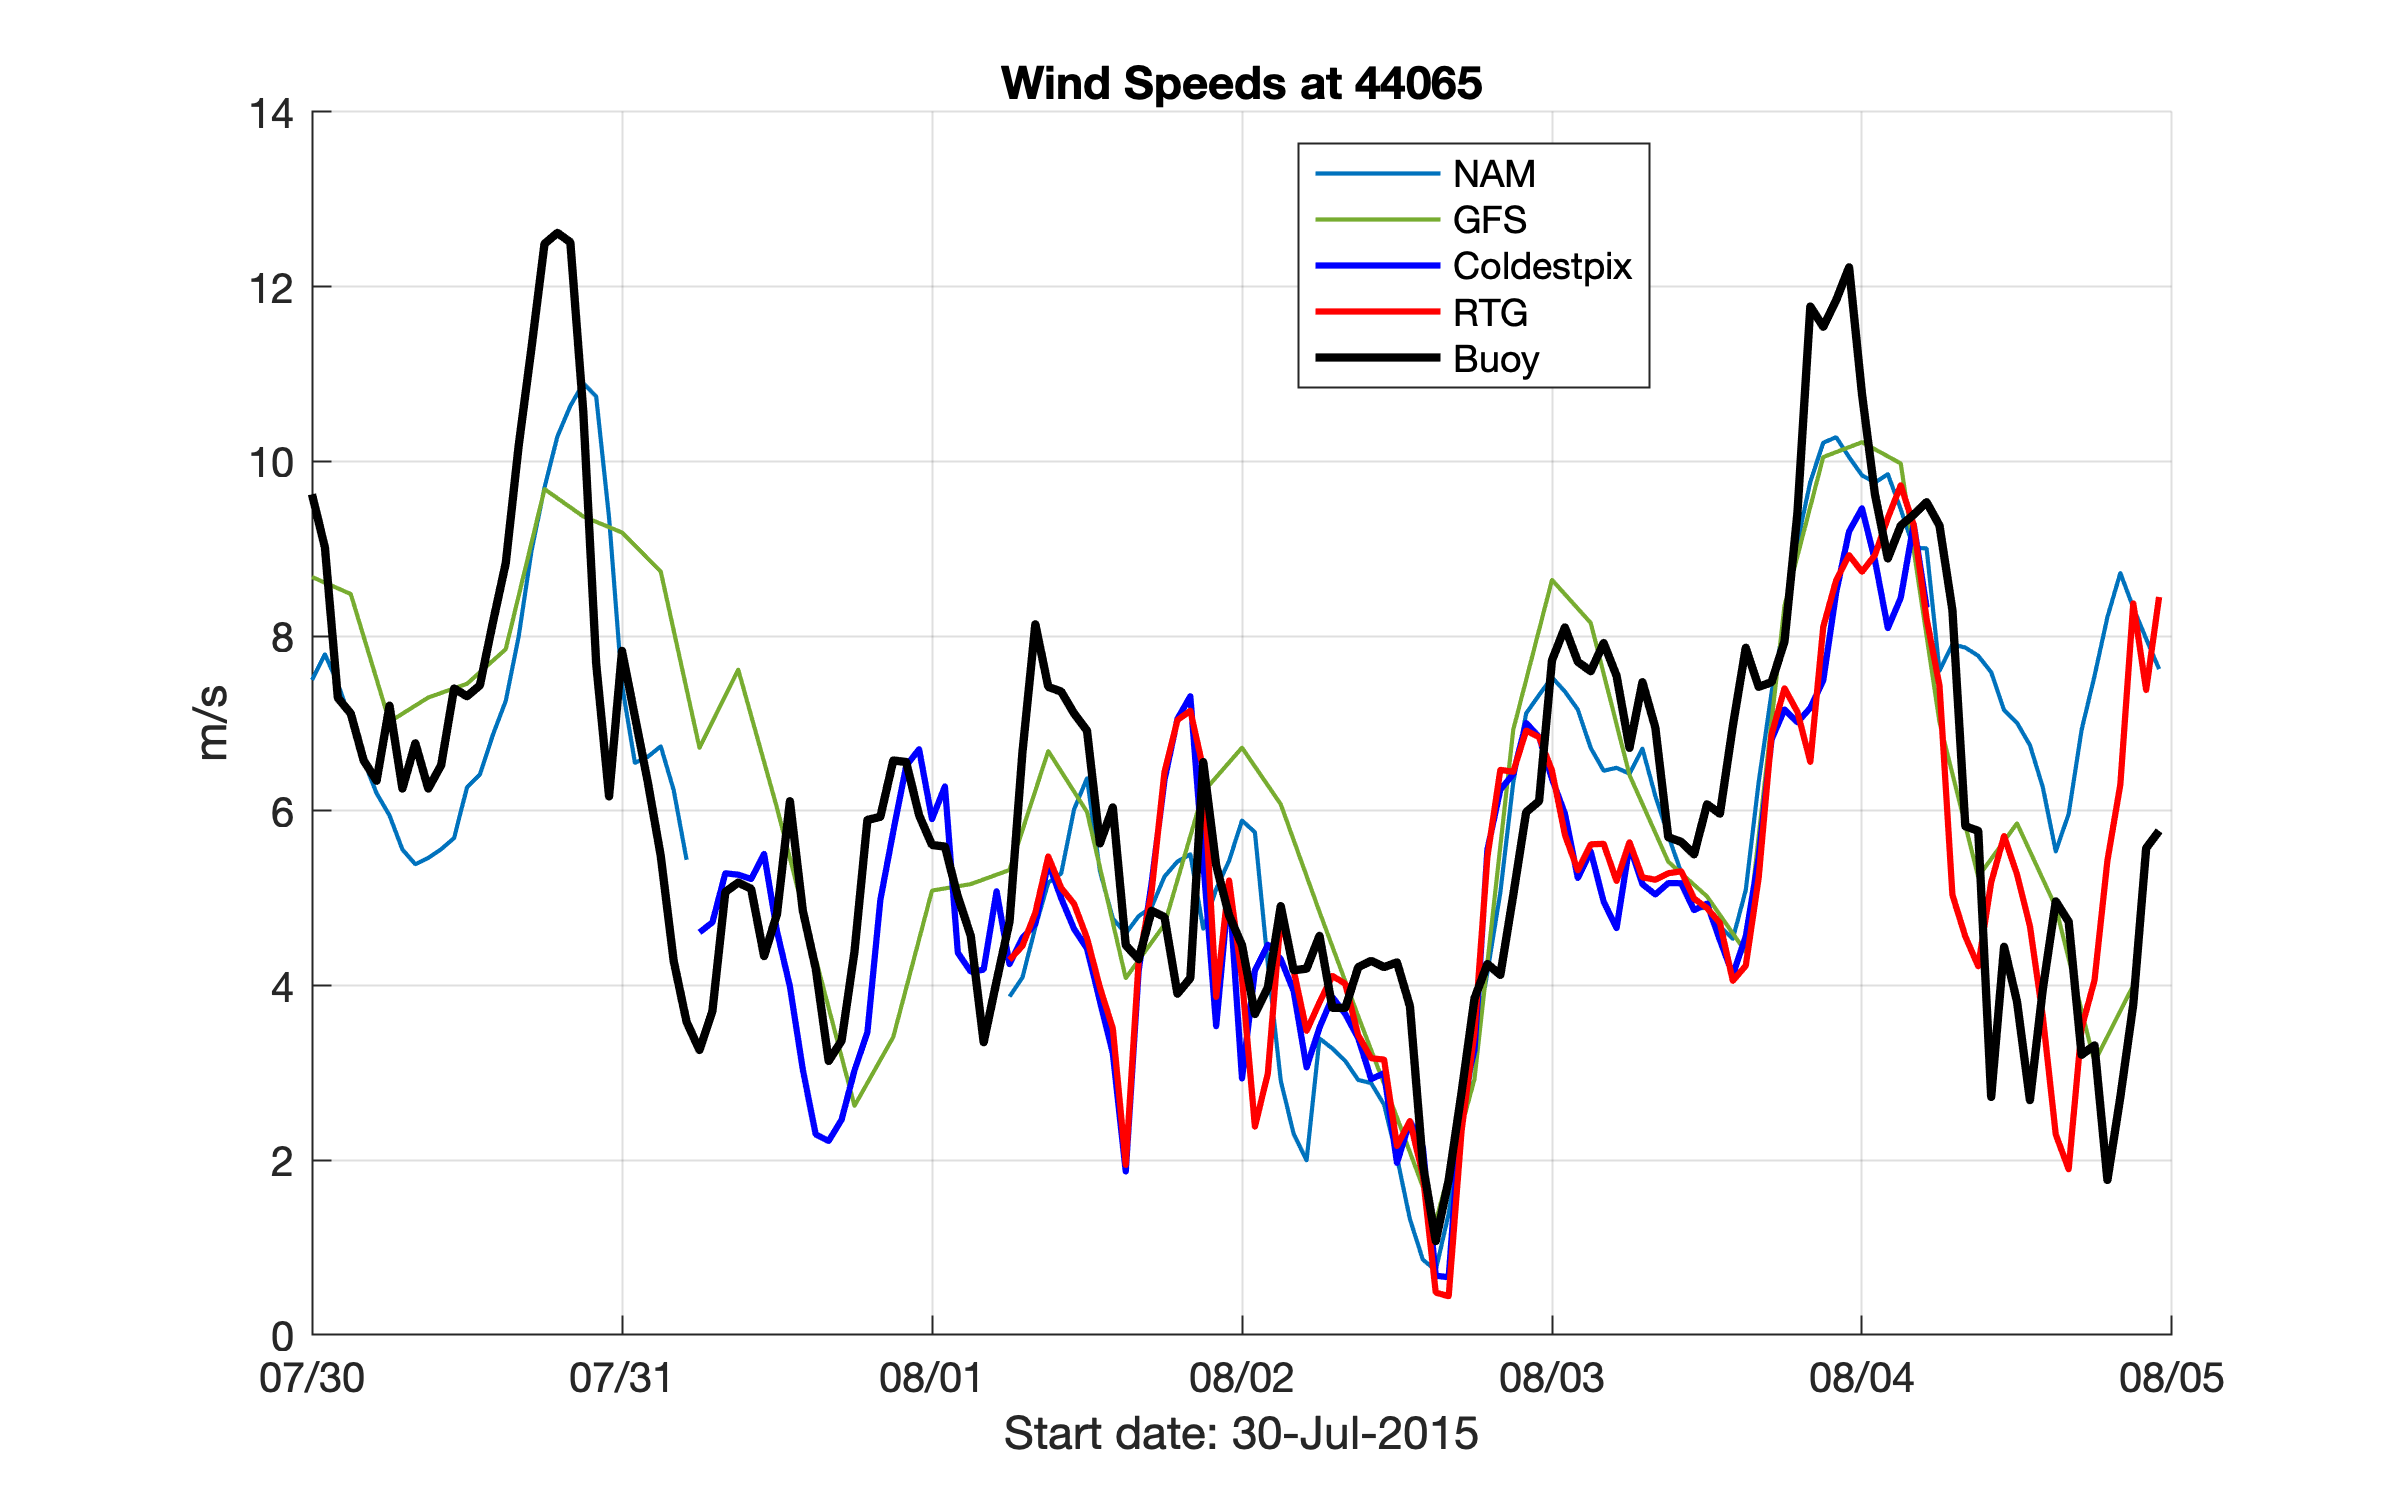 Wind Speeds at 44065
14
12
10
8
6
4
2
0
m/s
NAM
GFS
Coldestpix
RTG
Buoy
07/30 07/31 08/01 08/02 08/03 08/04 08/05
Start date: 30-Jul-2015